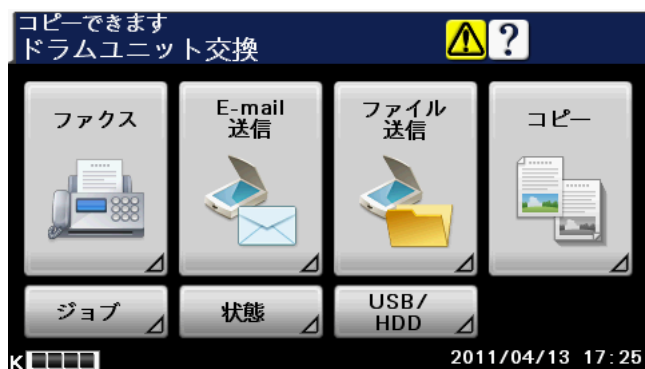 コピーできます
ドラムユニット交換
?
ファクス
E-mail
送信
ファイル
送信
コピー
ジョブ
状態
USB/
HDD
K
2011/04/13 17:25